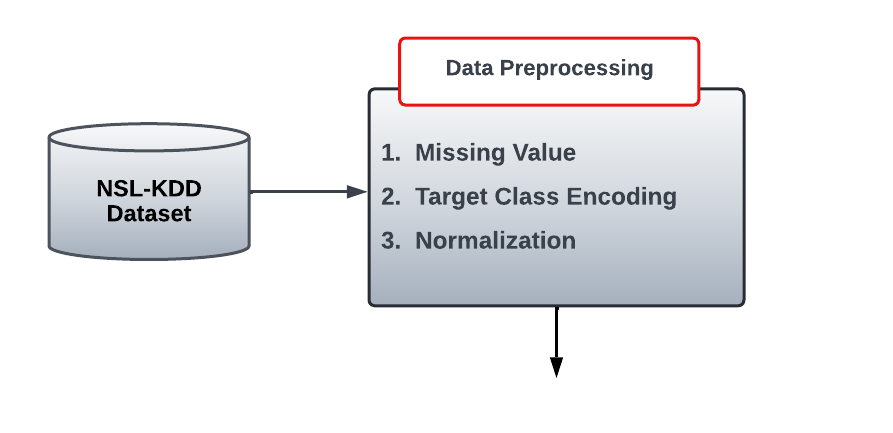 Data Preprocessing
NSL-KDD
Dataset
1. Missing Value
2. Target Class Encoding
3. Normalization